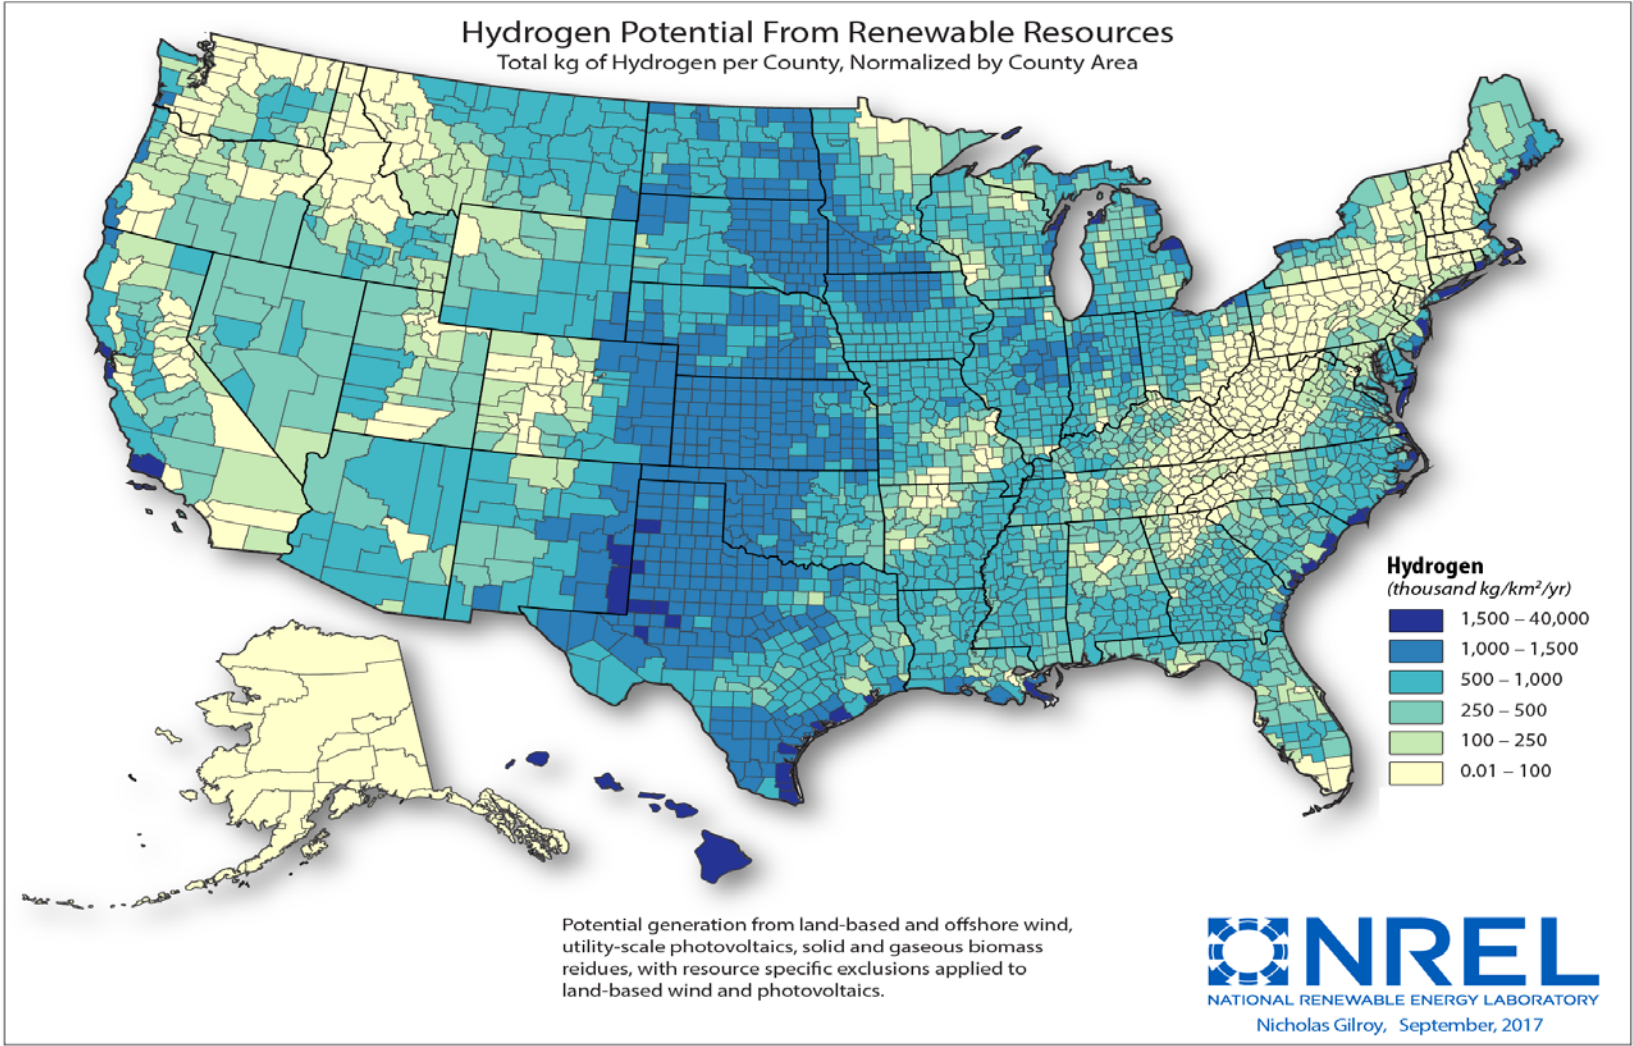 Hydrogen Potential From Renewable Resources
Total kg of Hydrogen per County, Normalized by County Area
Hydrogen
(thousand kg/km²/yr)
1,500 – 40,000
1,000 – 1,500
500 – 1,000
250 – 500
100 – 250
0.01 – 100
Potential generation from land-based and offshore wind,
utility-scale photovoltaics, solid and gaseous biomass
reidues, with resource specific exclusions applied to
land-based wind and photovoltaics.
NREL
NATIONAL RENEWABLE ENERGY LABORATORY
Nicholas Gilroy, September, 2017